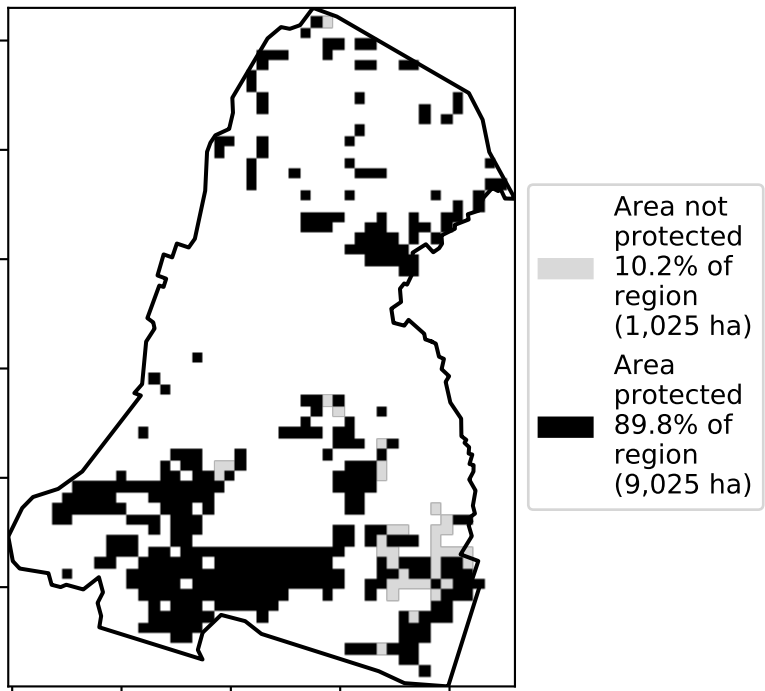 Area not
protected
10.2% of
region
(1,025 ha)
Area
protected
89.8% of
region
(9,025 ha)